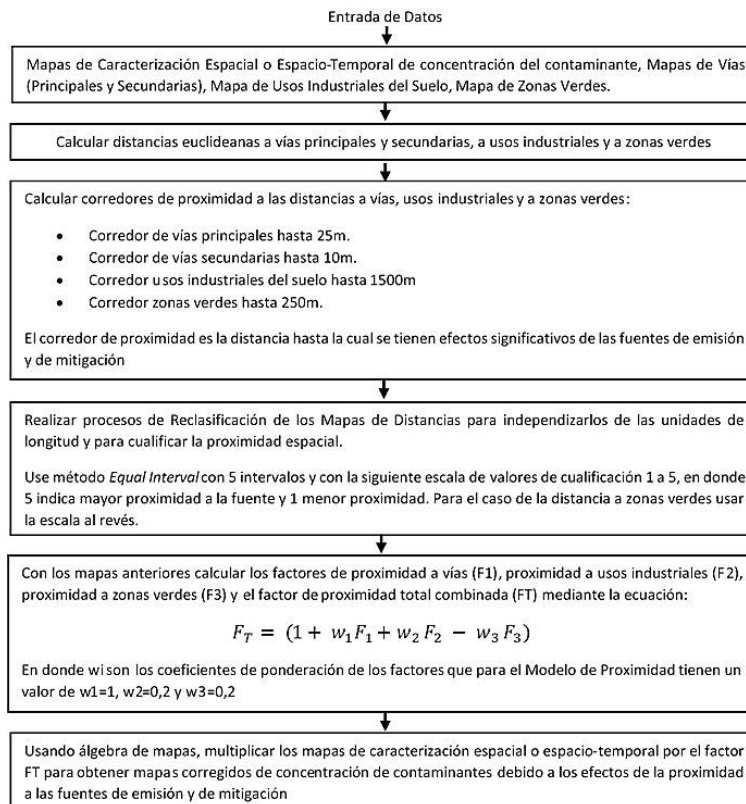 Entrada de Datos
Mapas de Caracterización Espacial o Espacio-Temporal de concentración del contaminante, Mapas de Vías
(Principales y Secundarias), Mapa de Usos Industriales del Suelo, Mapa de Zonas Verdes.
Calcular distancias euclideanas a vías principales y secundarias, a usos industriales y a zonas verdes
Calcular corredores de proximidad a las distancias a vías, usos industriales y a zonas verdes:
• Corredor de vías principales hasta 25m.
• Corredor de vías secundarias hasta 10m.
• Corredor usos industriales del suelo hasta 1500m
• Corredor zonas verdes hasta 250m.
El corredor de proximidad es la distancia hasta la cual se tienen efectos significativos de las fuentes de emisión
y de mitigación
Realizar procesos de Reclasificación de los Mapas de Distancias para independizarlos de las unidades de
longitud y para cualificar la proximidad espacial.
Use método Equal Interval con 5 intervalos y con la siguiente escala de valores de cualificación 1 a 5, en donde
5 indica mayor proximidad a la fuente y 1 menor proximidad. Para el caso de la distancia a zonas verdes usar
la escala al revés.
Con los mapas anteriores calcular los factores de proximidad a vías (F1), proximidad a usos industriales (F2),
proximidad a zonas verdes (F3) y el factor de proximidad total combinada (FT) mediante la ecuación:
F_T = (1 + w_1 F_1 + w_2 F_2 − w_3 F_3)
En donde wi son los coeficientes de ponderación de los factores que para el Modelo de Proximidad tienen un
valor de w1=1, w2=0,2 y w3=0,2
Usando álgebra de mapas, multiplicar los mapas de caracterización espacial o espacio-temporal por el factor
FT para obtener mapas corregidos de concentración de contaminantes debido a los efectos de la proximidad
a las fuentes de emisión y de mitigación